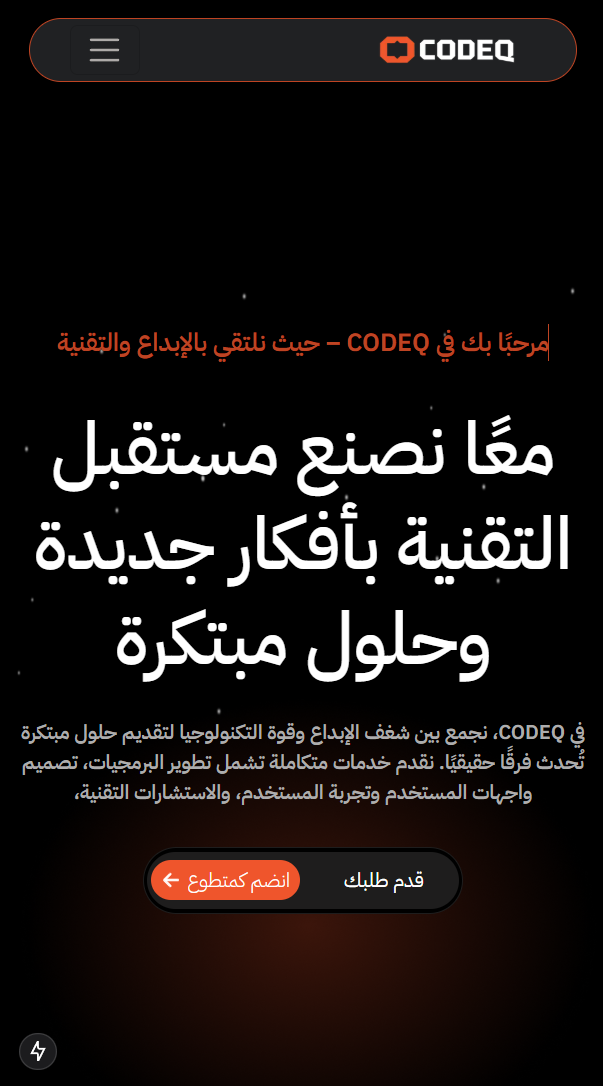 CODEQ
مرحبًا بك في CODEQ – حيث نلتقي بالإبداع والتقنية
معًا نصنع مستقبل
التقنية بأفكار جديدة
وحلول مبتكرة
في CODEQ، نجمع بين شغف الإبداع وقوة التكنولوجيا لتقديم حلول مبتكرة
تُحدث فرقًا حقيقيًا. نقدم خدمات متكاملة تشمل تطوير البرمجيات، تصميم
واجهات المستخدم وتجربة المستخدم، والاستشارات التقنية،
قدم طلبك
انضم كمتطوع